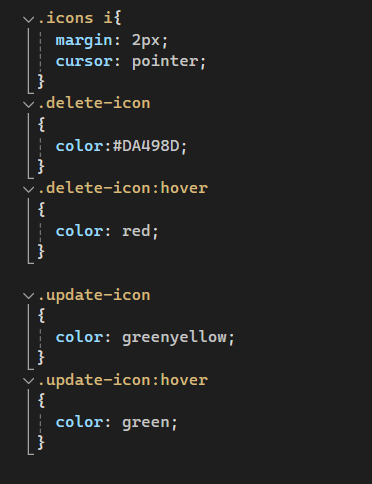 .icons i{
margin: 2px;
cursor: pointer;
}
.delete-icon
{
color:#DA498D;
}
.delete-icon:hover
{
color: red;
}
.update-icon
{
color: greenyellow;
}
.update-icon:hover
{
color: green;
}